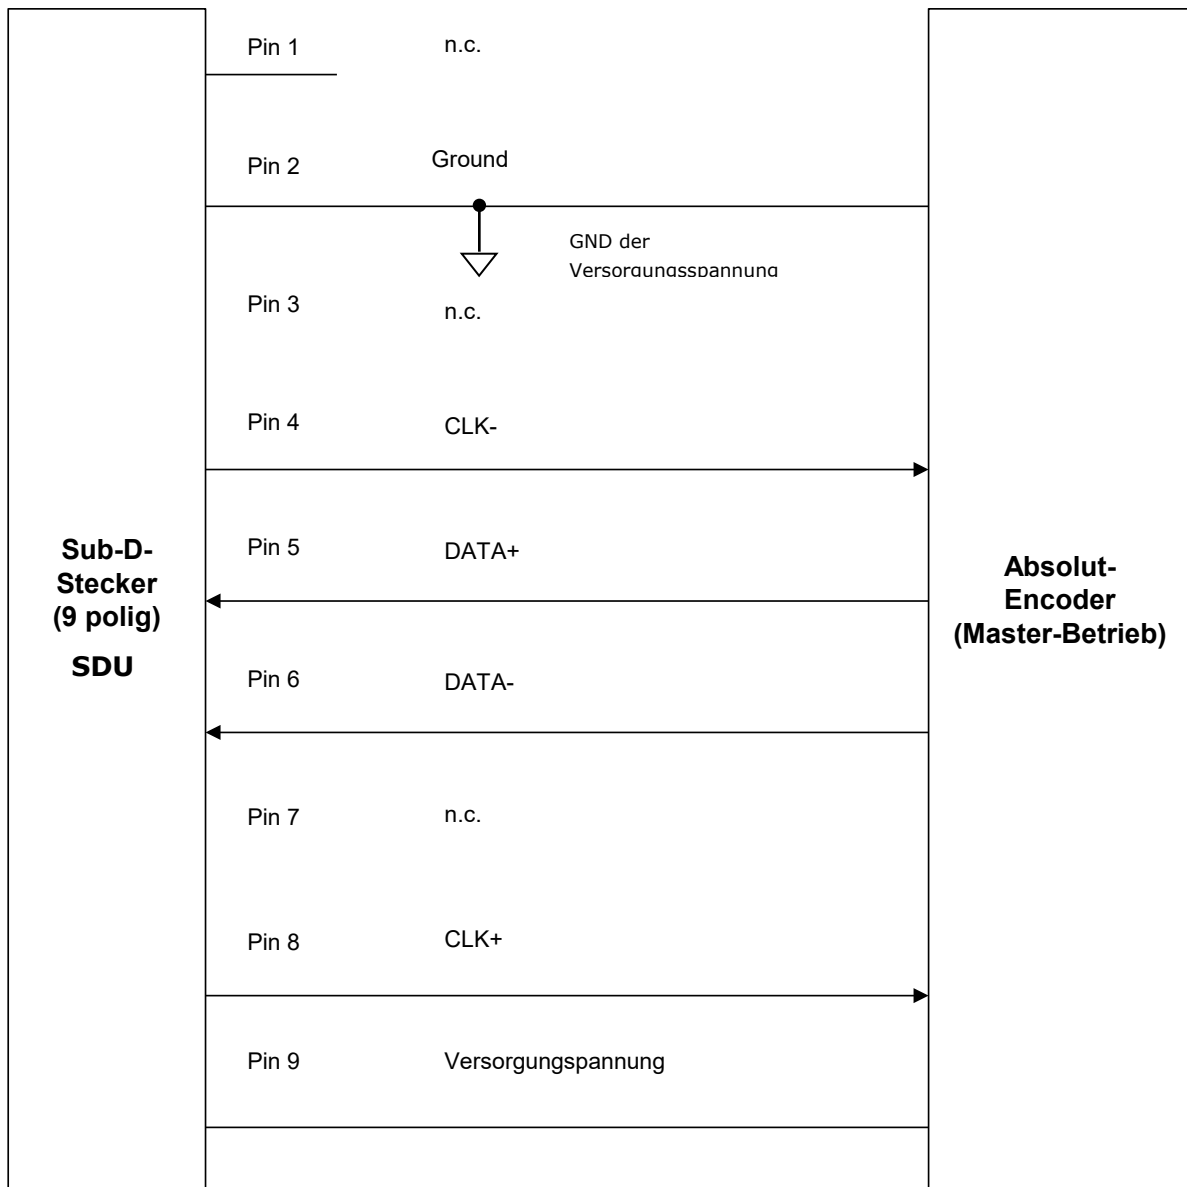 Pin 1 n.c.
Pin 2 Ground
GND der
Versorgungsspannung
Pin 3 n.c.
Pin 4 CLK-
Pin 5 DATA+
Pin 6 DATA-
Pin 7 n.c.
Pin 8 CLK+
Pin 9 Versorgungspannung
Sub-D-
Stecker
(9 polig)
SDU
Absolut-
Encoder
(Master-Betrieb)